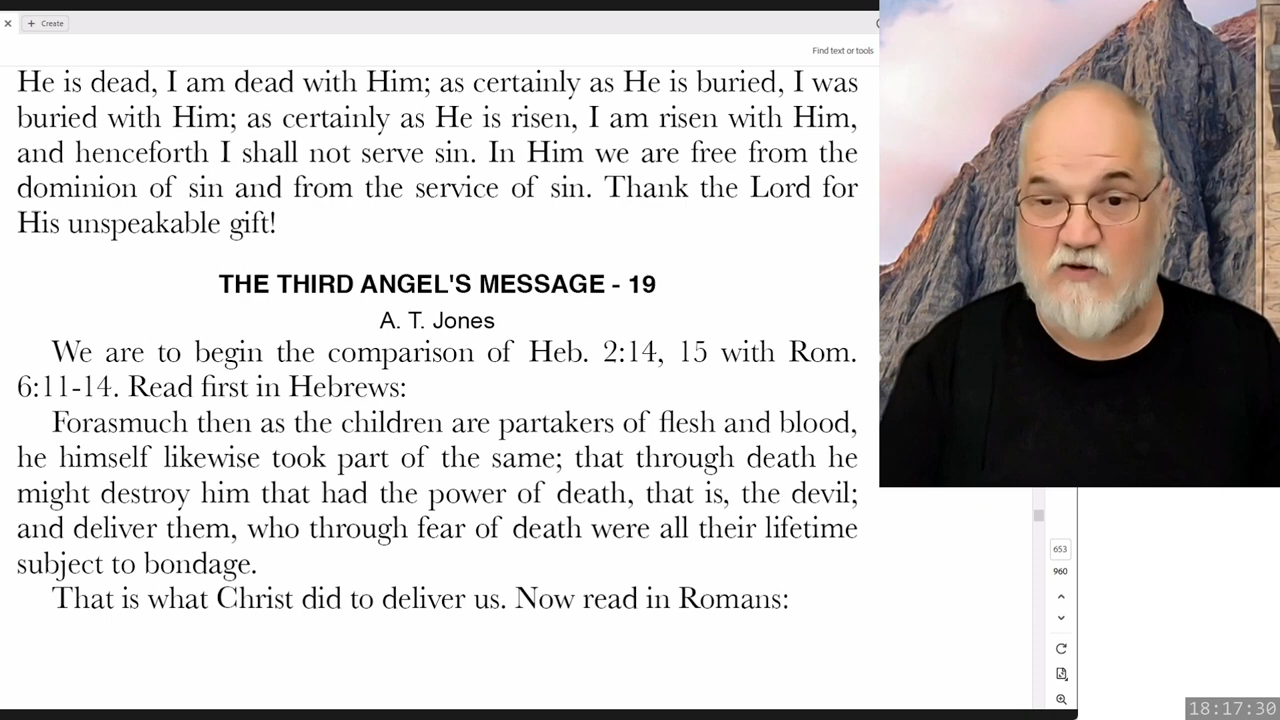 × + Create
Find text or tools
He is dead, I am dead with Him; as certainly as He is buried, I was
buried with Him; as certainly as He is risen, I am risen with Him,
and henceforth I shall not serve sin. In Him we are free from the
dominion of sin and from the service of sin. Thank the Lord for
His unspeakable gift!
THE THIRD ANGEL'S MESSAGE - 19
A. T. Jones
We are to begin the comparison of Heb. 2:14, 15 with Rom.
6:11-14. Read first in Hebrews:
Forasmuch then as the children are partakers of flesh and blood,
he himself likewise took part of the same; that through death he
might destroy him that had the power of death, that is, the devil;
and deliver them, who through fear of death were all their lifetime
subject to bondage.
That is what Christ did to deliver us. Now read in Romans:
653
960
18:17:30